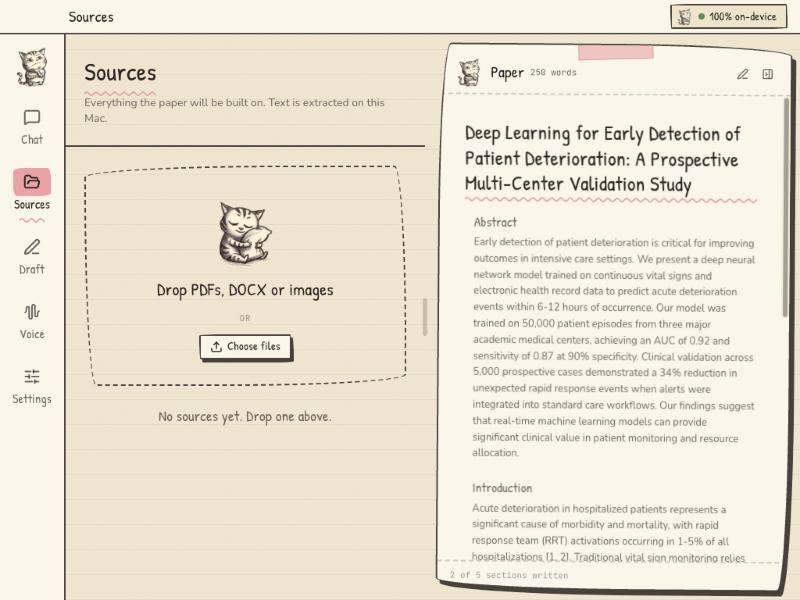 Sources
100% on-device
Chat
Sources
Draft
Voice
Settings
Sources
Everything the paper will be built on. Text is extracted on this
Mac.
Drop PDFs, DOCX or images
OR
Choose files
No sources yet. Drop one above.
Paper 250 words
Deep Learning for Early Detection of
Patient Deterioration: A Prospective
Multi-Center Validation Study
Abstract
Early detection of patient deterioration is critical for improving
outcomes in intensive care settings. We present a deep neural
network model trained on continuous vital signs and
electronic health record data to predict acute deterioration
events within 6-12 hours of occurrence. Our model was
trained on 50,000 patient episodes from three major
academic medical centers, achieving an AUC of 0.92 and
sensitivity of 0.87 at 90% specificity. Clinical validation across
5,000 prospective cases demonstrated a 34% reduction in
unexpected rapid response events when alerts were
integrated into standard care workflows. Our findings suggest
that real-time machine learning models can provide
significant clinical value in patient monitoring and resource
allocation.
Introduction
Acute deterioration in hospitalized patients represents a
significant cause of morbidity and mortality, with rapid
response team (RRT) activations occurring in 1-5% of all
hospitalizations [1, 2]. Traditional vital sign monitoring relies
2 of 5 sections written